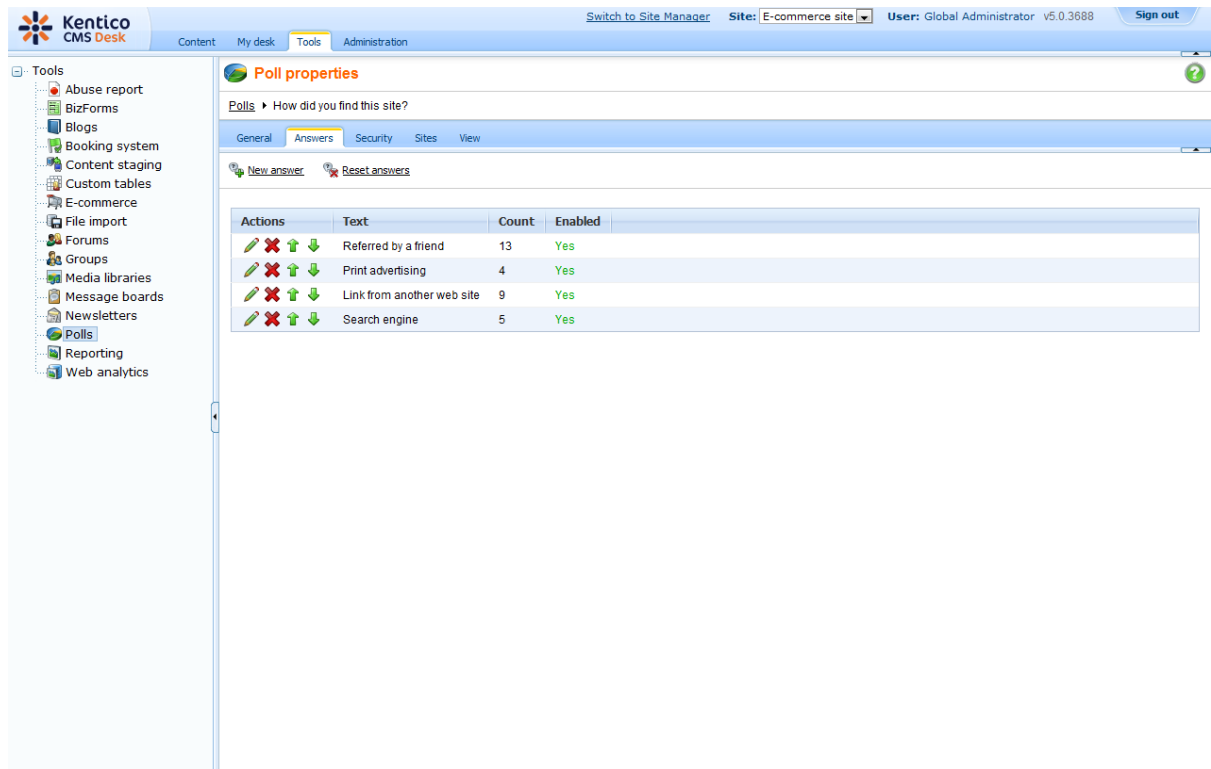 Kentico
CMS Desk
Switch to Site Manager Site: E-commerce site User: Global Administrator v5.0.3688 Sign out
Content My desk Tools Administration
Tools
Abuse report
BizForms
Blogs
Booking system
Content staging
Custom tables
E-commerce
File import
Forums
Groups
Media libraries
Message boards
Newsletters
Polls
Reporting
Web analytics
Poll properties
Polls How did you find this site?
General Answers Security Sites View
New answer Reset answers
Actions Text Count Enabled
Referred by a friend 13 Yes
Print advertising 4 Yes
Link from another web site 9 Yes
Search engine 5 Yes